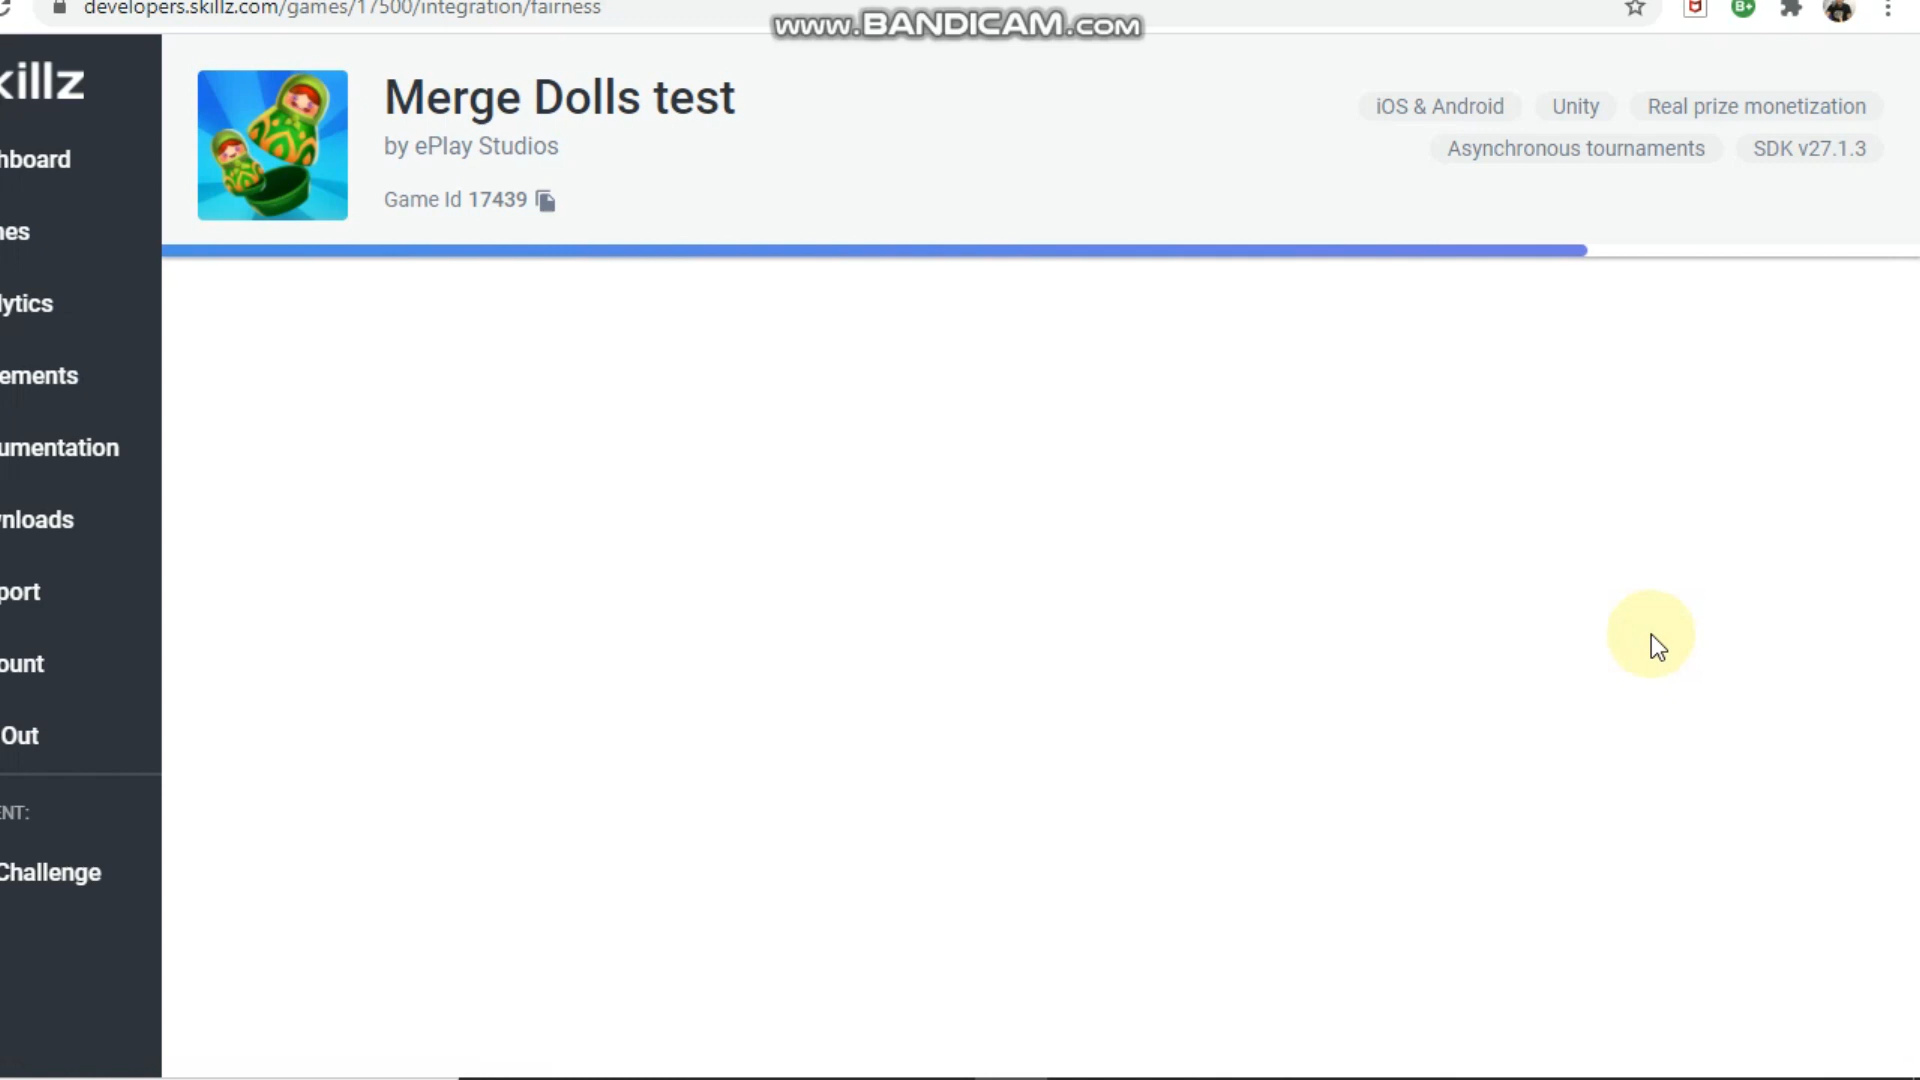 developers.skillz.com/games/17500/integration/fairness
www.BANDICAM.com
killz
Merge Dolls test
by ePlay Studios
Game Id 17439
iOS & Android
Unity
Real prize monetization
Asynchronous tournaments
SDK v27.1.3
hboard
nes
lytics
ements
umentation
nloads
port
ount
Out
ENT:
Challenge
B+